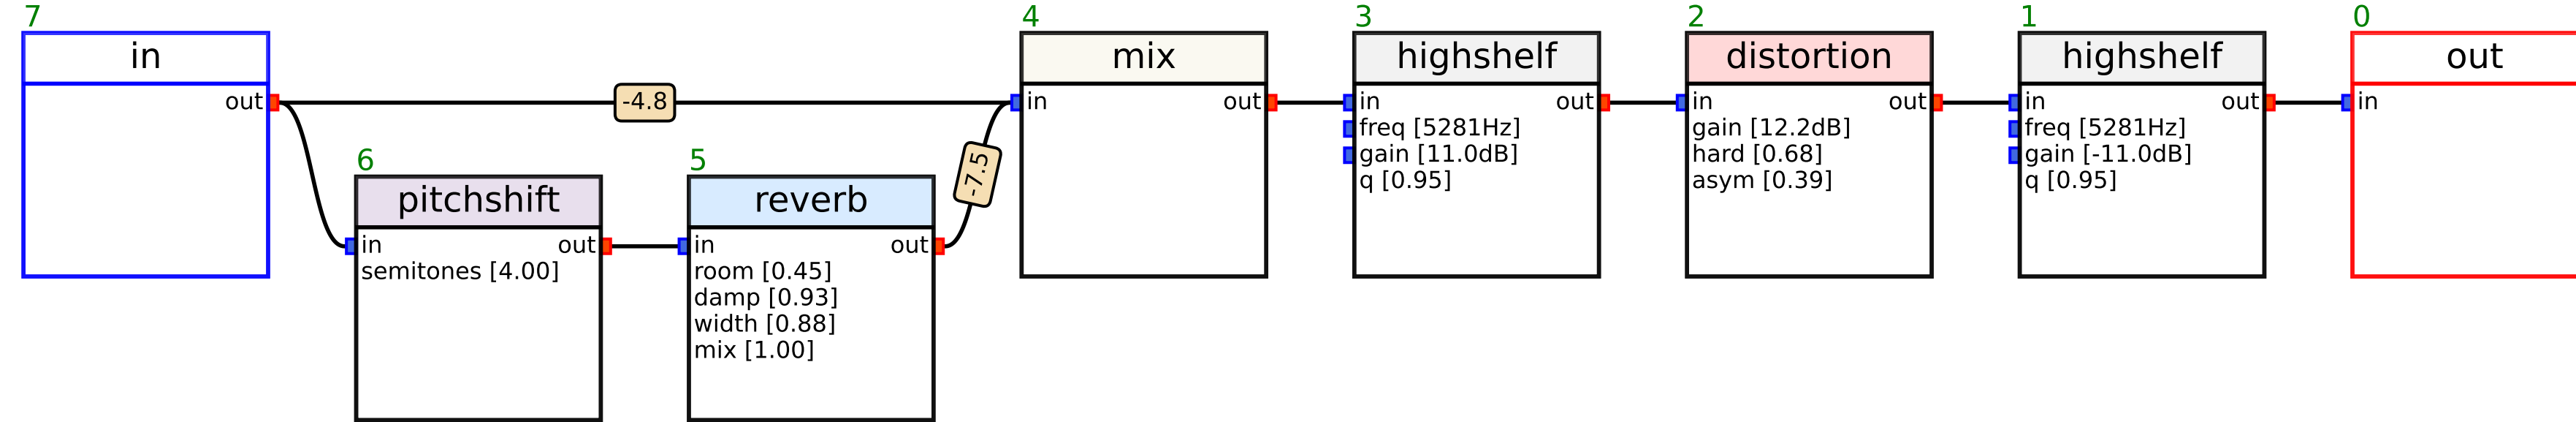 7
in
out
-4.8
6
pitchshift
in
out
semitones [4.00]
5
reverb
in
out
room [0.45]
damp [0.93]
width [0.88]
mix [1.00]
-7.5
4
mix
in
out
3
highshelf
in
out
freq [5281Hz]
gain [11.0dB]
q [0.95]
2
distortion
in
out
gain [12.2dB]
hard [0.68]
asym [0.39]
1
highshelf
in
out
freq [5281Hz]
gain [-11.0dB]
q [0.95]
0
out
in